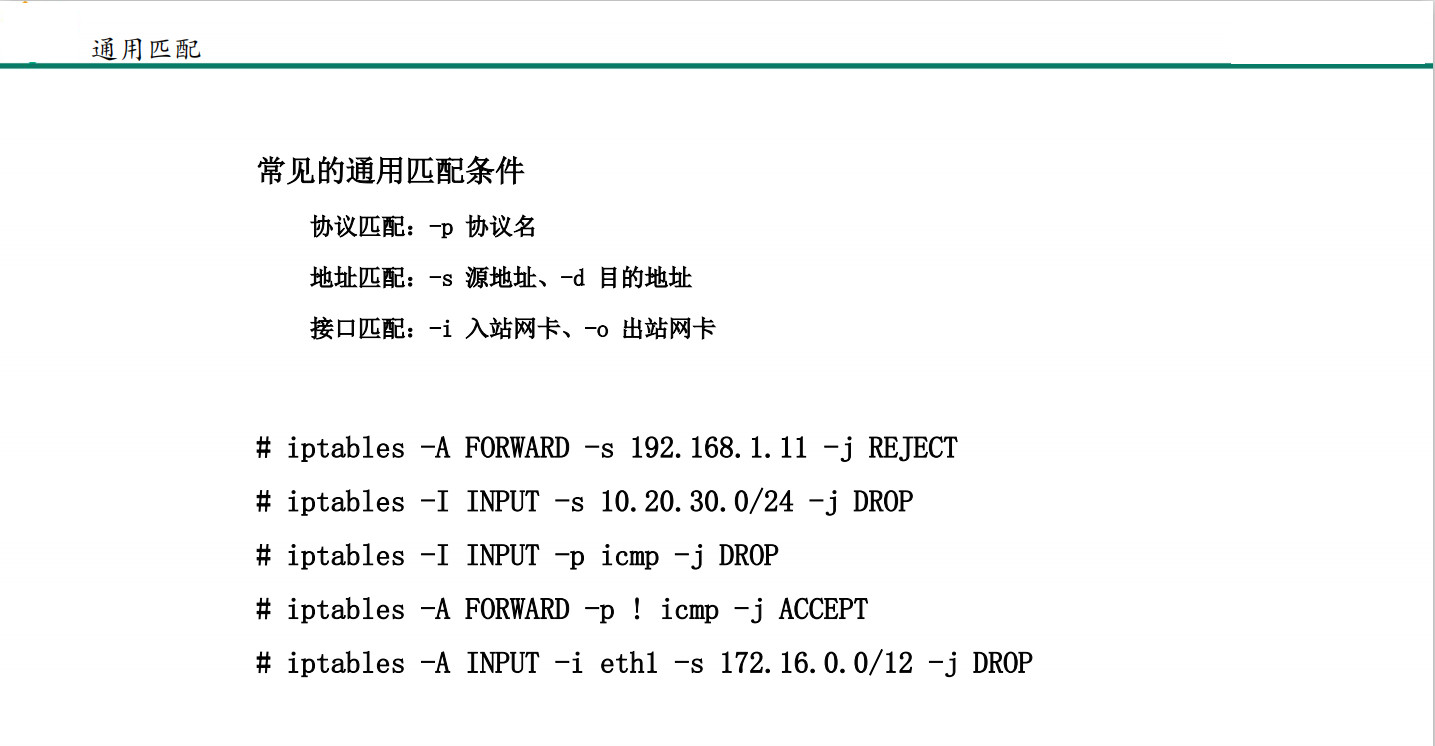 通用匹配
常见的通用匹配条件
协议匹配：-p 协议名
地址匹配：-s 源地址、-d 目的地址
接口匹配：-i 入站网卡、-o 出站网卡
# iptables -A FORWARD -s 192.168.1.11 -j REJECT
# iptables -I INPUT -s 10.20.30.0/24 -j DROP
# iptables -I INPUT -p icmp -j DROP
# iptables -A FORWARD -p ! icmp -j ACCEPT
# iptables -A INPUT -i eth1 -s 172.16.0.0/12 -j DROP